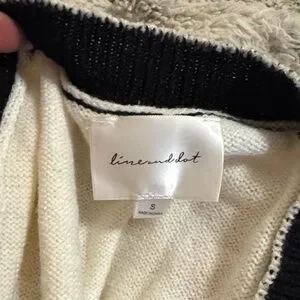 line and dot
S